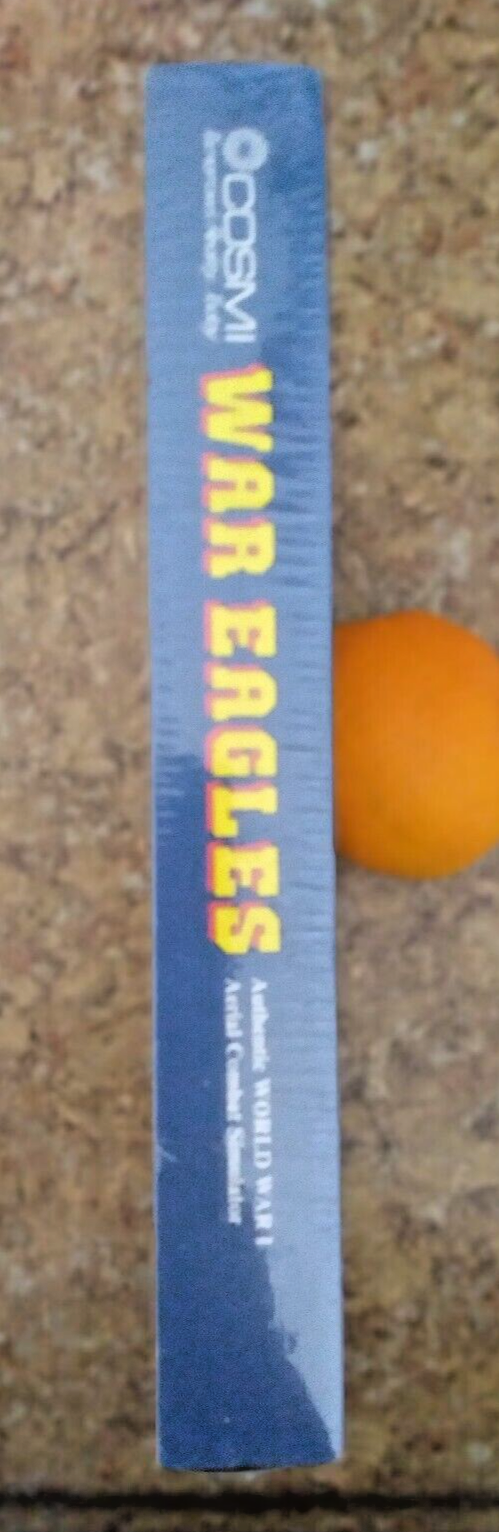 COSMI
WAR EAGLES
Authentic WORLD WAR I
Aerial Combat Simulator